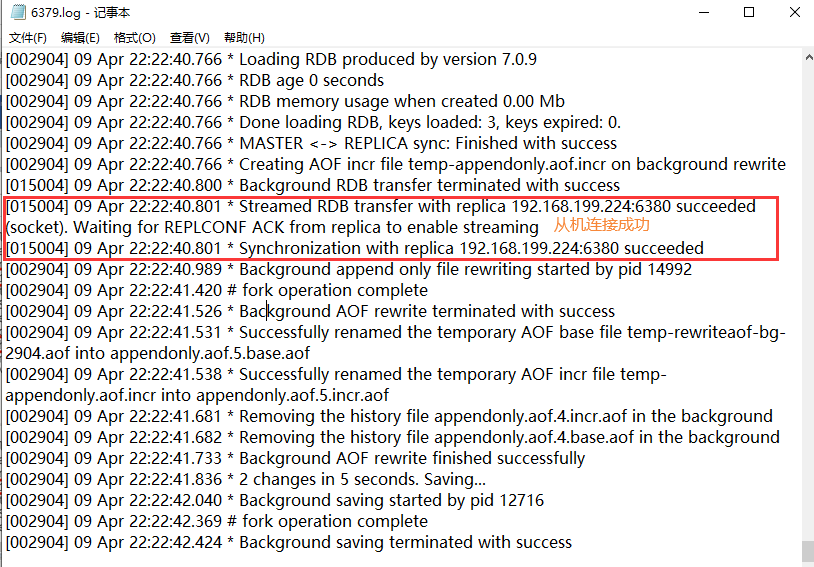 6379.log - 记事本
文件(F) 编辑(E) 格式(O) 查看(V) 帮助(H)
[002904] 09 Apr 22:22:40.766 * Loading RDB produced by version 7.0.9
[002904] 09 Apr 22:22:40.766 * RDB age 0 seconds
[002904] 09 Apr 22:22:40.766 * RDB memory usage when created 0.00 Mb
[002904] 09 Apr 22:22:40.766 * Done loading RDB, keys loaded: 3, keys expired: 0.
[002904] 09 Apr 22:22:40.766 * MASTER <-> REPLICA sync: Finished with success
[002904] 09 Apr 22:22:40.766 * Creating AOF incr file temp-appendonly.aof.incr on background rewrite
[015004] 09 Apr 22:22:40.800 * Background RDB transfer terminated with success
[015004] 09 Apr 22:22:40.801 * Streamed RDB transfer with replica 192.168.199.224:6380 succeeded
(socket). Waiting for REPLCONF ACK from replica to enable streaming 从机连接成功
[015004] 09 Apr 22:22:40.801 * Synchronization with replica 192.168.199.224:6380 succeeded
[002904] 09 Apr 22:22:40.989 * Background append only file rewriting started by pid 14992
[002904] 09 Apr 22:22:41.420 # fork operation complete
[002904] 09 Apr 22:22:41.526 * Background AOF rewrite terminated with success
[002904] 09 Apr 22:22:41.531 * Successfully renamed the temporary AOF base file temp-rewriteaof-bg-
2904.aof into appendonly.aof.5.base.aof
[002904] 09 Apr 22:22:41.538 * Successfully renamed the temporary AOF incr file temp-
appendonly.aof.incr into appendonly.aof.5.incr.aof
[002904] 09 Apr 22:22:41.681 * Removing the history file appendonly.aof.4.incr.aof in the background
[002904] 09 Apr 22:22:41.682 * Removing the history file appendonly.aof.4.base.aof in the background
[002904] 09 Apr 22:22:41.733 * Background AOF rewrite finished successfully
[002904] 09 Apr 22:22:41.836 * 2 changes in 5 seconds. Saving...
[002904] 09 Apr 22:22:42.040 * Background saving started by pid 12716
[002904] 09 Apr 22:22:42.369 # fork operation complete
[002904] 09 Apr 22:22:42.424 * Background saving terminated with success